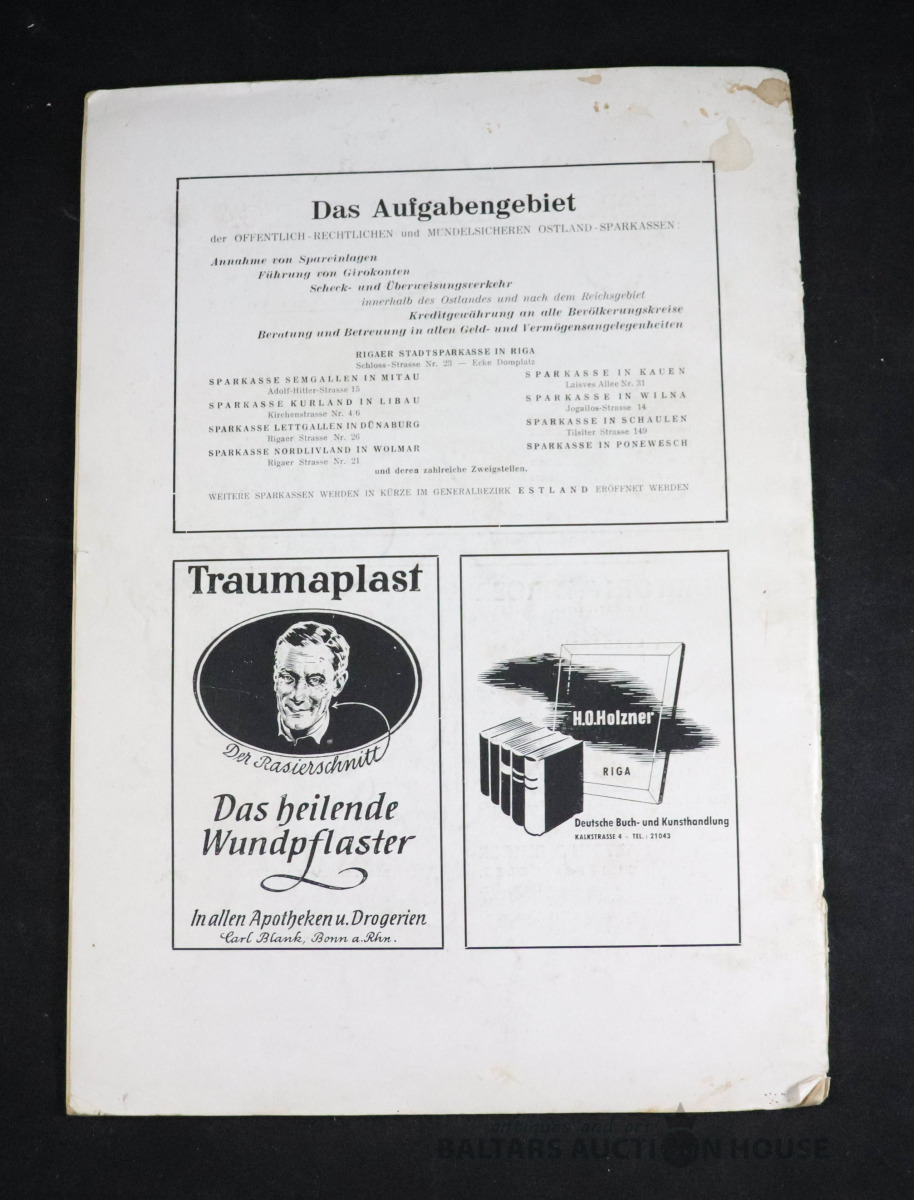 Das Aufgabengebiet
der OFFENTLICH-RECHTLICHEN und MÜNDELSICHEREN OSTLAND-SPARKASSEN:
Annahme von Spareinlagen
Führung von Girokonten
Scheck- und Überweisungsverkehr
innerhalb des Ostlandes und nach dem Reichsgebiet
Kreditgewährung an alle Bevölkerungskreise
Beratung und Betreuung in allen Geld- und Vermögensangelegenheiten
RIGAER STADTSPARKASSE IN RIGA
Schloss-Strasse Nr. 23 — Ecke Domplatz
SPARKASSE SEMGALLEN IN MITAU
Adolf-Hitler-Strasse 15
SPARKASSE KURLAND IN LIBAU
Kirchenstrasse Nr. 4/6
SPARKASSE LETTGALLEN IN DÜNABURG
Rigaer Strasse Nr. 26
SPARKASSE NORDLIVLAND IN WOLMAR
Rigaer Strasse Nr. 21
SPARKASSE IN KAUEN
Laisves Allee Nr. 31
SPARKASSE IN WILNA
Jogailos-Strasse 14
SPARKASSE IN SCHAULEN
Tilsiter Strasse 149
SPARKASSE IN PONEWESCH
und deren zahlreiche Zweigstellen.
WEITERE SPARKASSEN WERDEN IN KÜRZE IM GENERALBEZIRK ESTLAND ERÖFFNET WERDEN
Traumaplast
Der Rasierschnitt
Das heilende
Wundpflaster
In allen Apotheken u. Drogerien
Carl Blank, Bonn a. Rhn.
H.O.Holzner
RIGA
Deutsche Buch- und Kunsthandlung
KALKSTRASSE 4 - TEL.: 21043
BALTARS AUCTION HOUSE